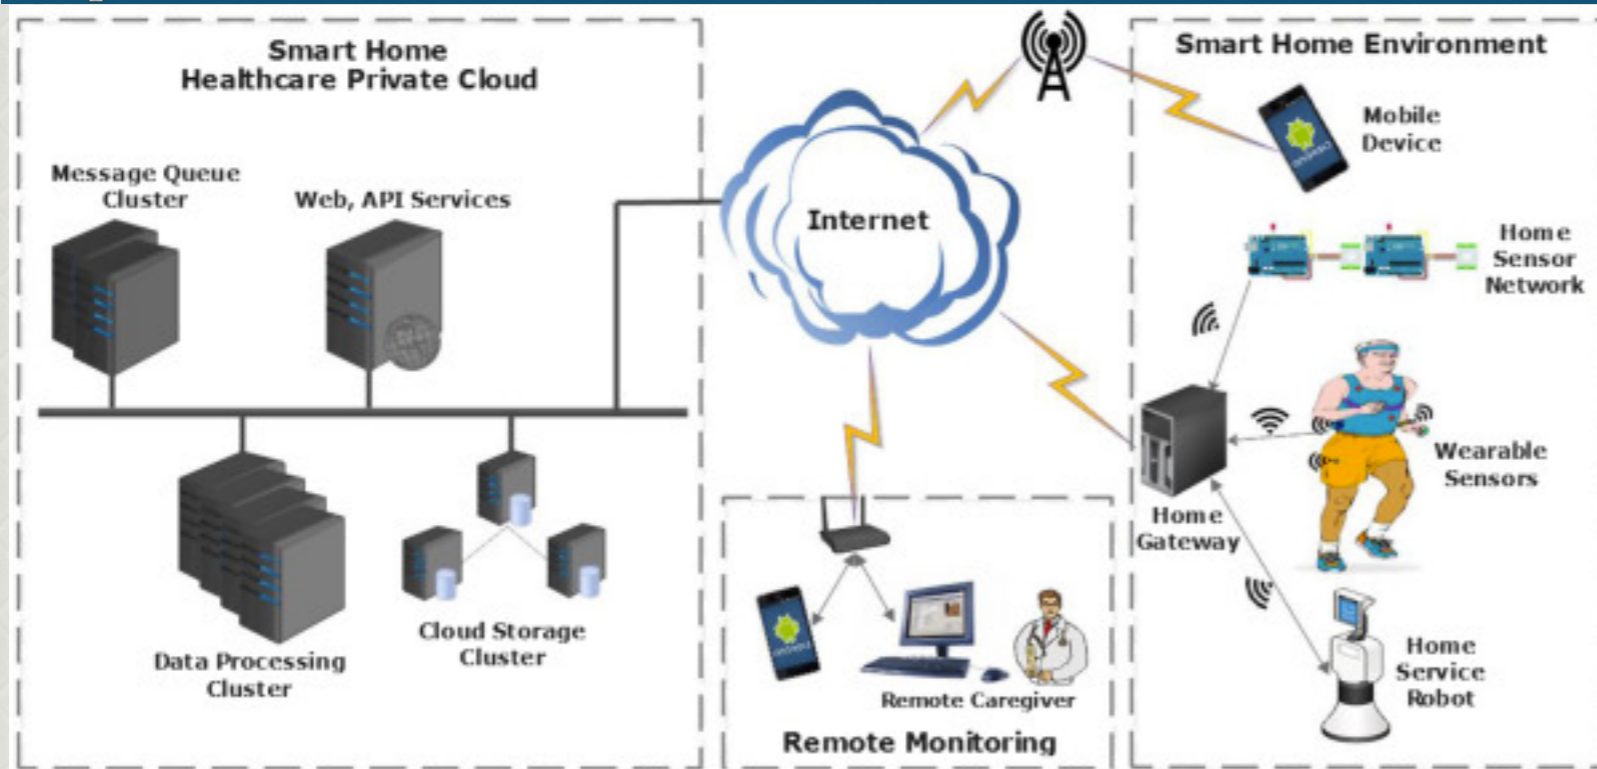 Smart Home
Healthcare Private Cloud
Message Queue
Cluster
Web, API Services
Data Processing
Cluster
Cloud Storage
Cluster
Internet
Remote Caregiver
Remote Monitoring
Smart Home Environment
Mobile
Device
Home
Sensor
Network
Wearable
Sensors
Home
Gateway
Home
Service
Robot